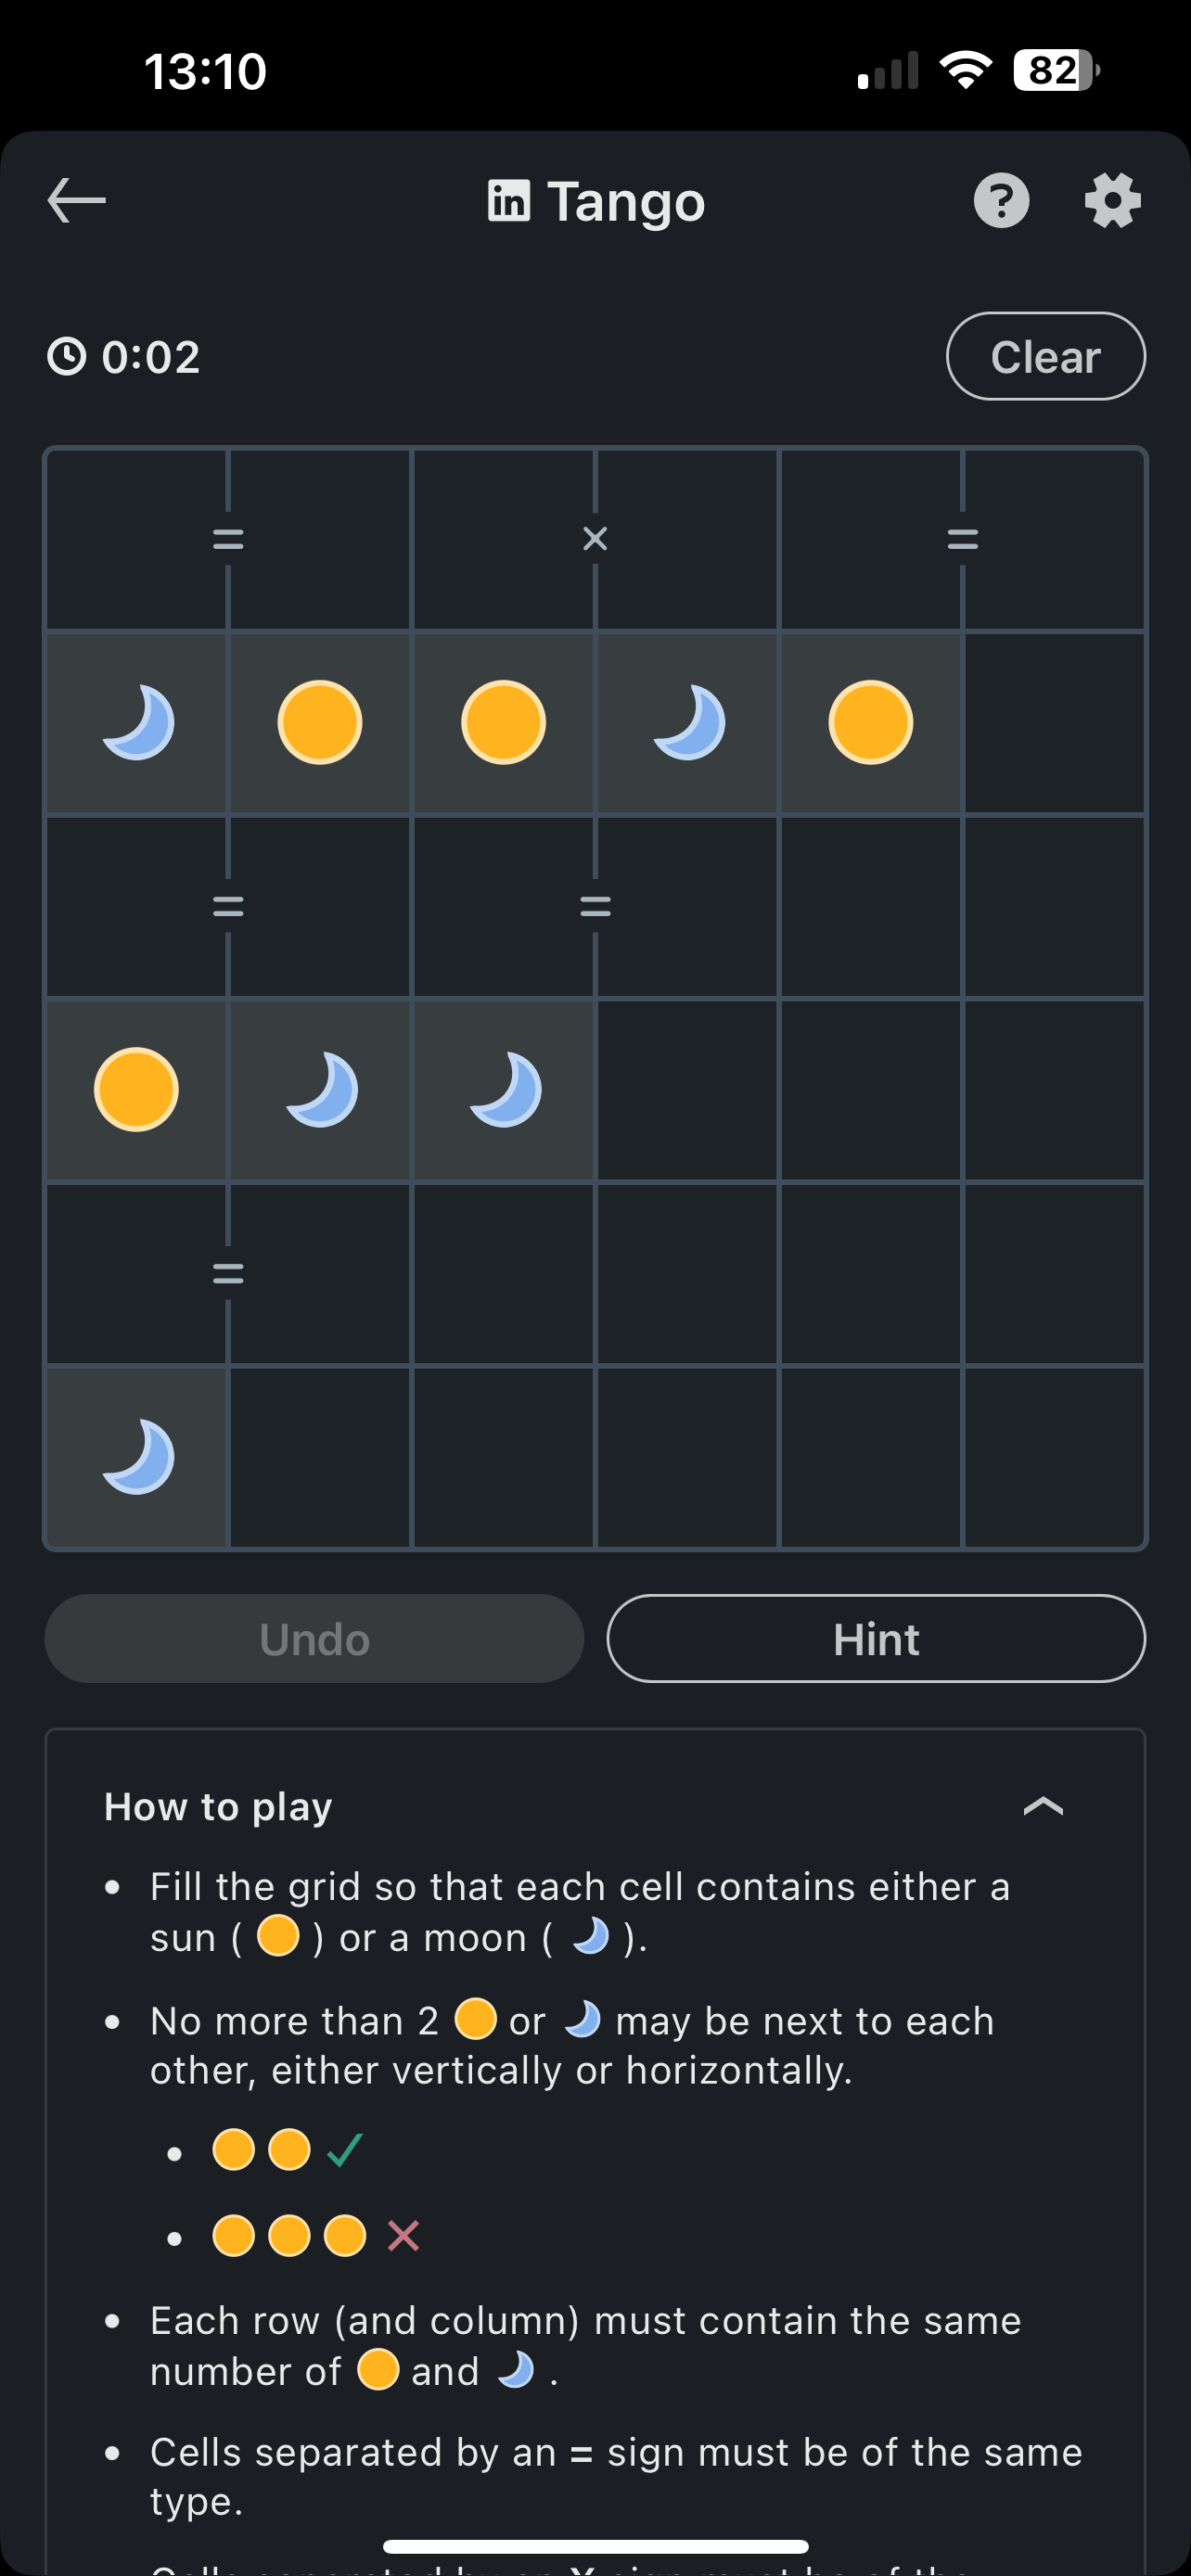 13:10
82
in Tango
?
0:02
Clear
= × =
= =
=
Undo
Hint
How to play
• Fill the grid so that each cell contains either a
sun ( ) or a moon ( ).
• No more than 2 or may be next to each
other, either vertically or horizontally.
• Each row (and column) must contain the same
number of and .
• Cells separated by an = sign must be of the same
type.